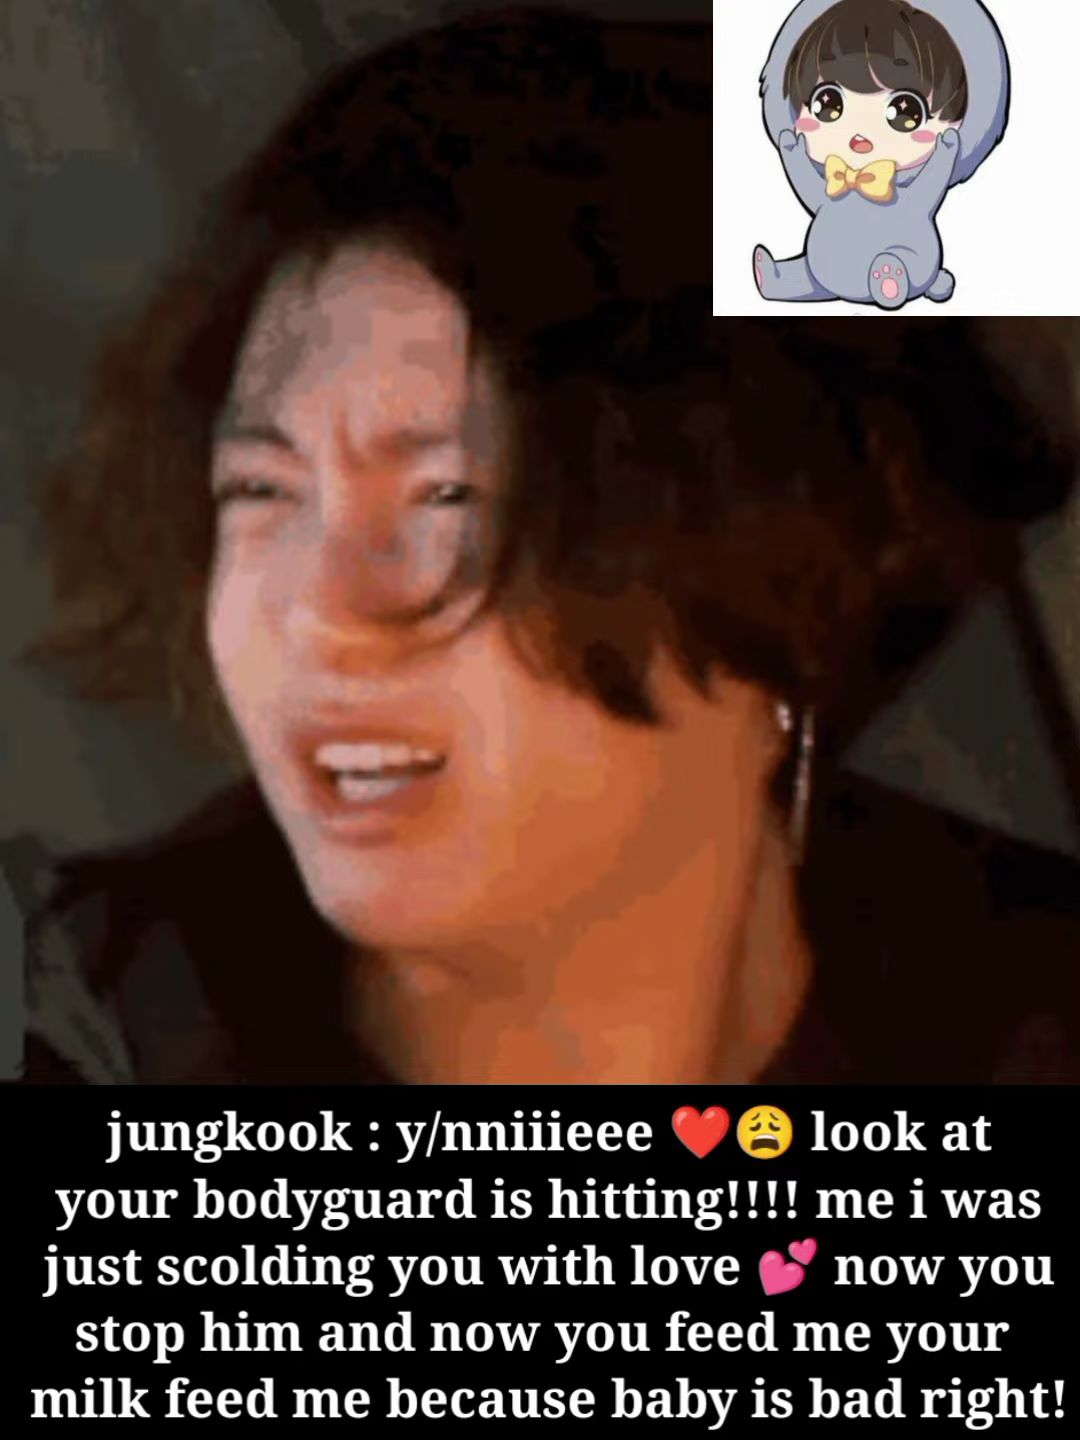 jungkook : y/nniiieee ❤️😩 look at
your bodyguard is hitting!!!! me i was
just scolding you with love 💕 now you
stop him and now you feed me your
milk feed me because baby is bad right!